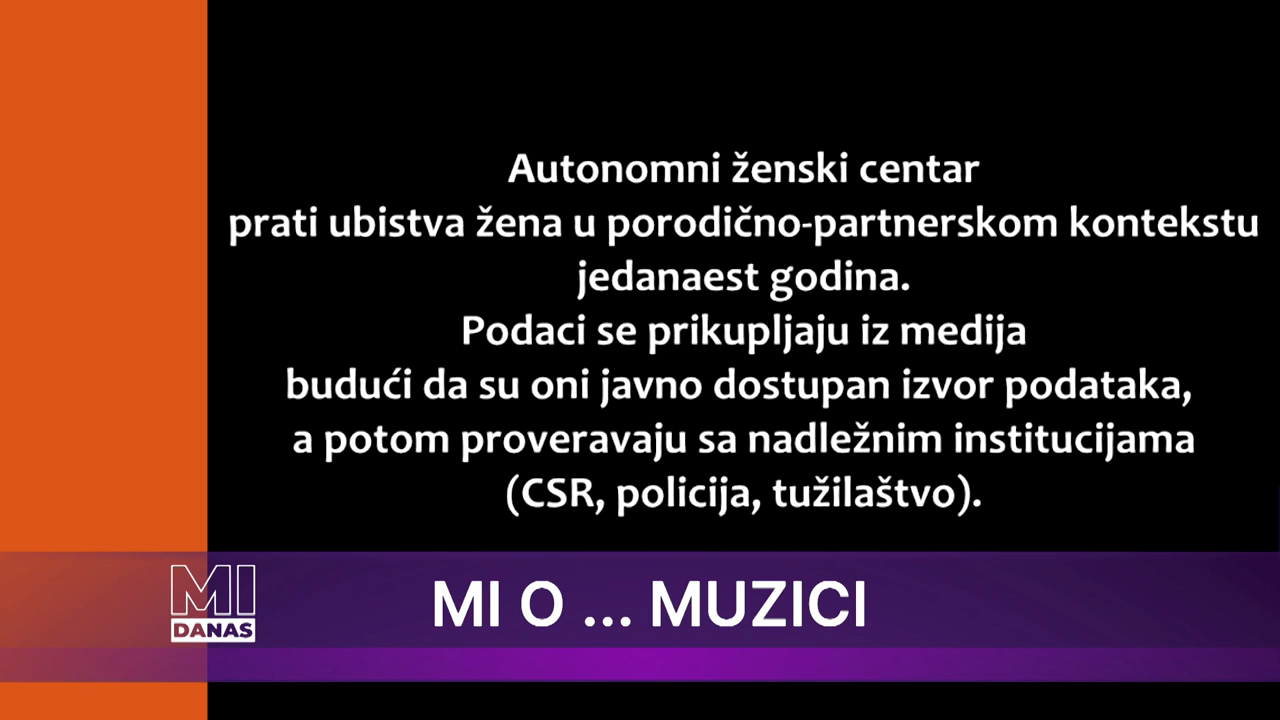 Autonomni ženski centar
prati ubistva žena u porodično-partnerskom kontekstu
jedanaest godina.
Podaci se prikupljaju iz medija
budući da su oni javno dostupan izvor podataka,
a potom proveravaju sa nadležnim institucijama
(CSR, policija, tužilaštvo).
MI
DANAS
MI O ... MUZICI